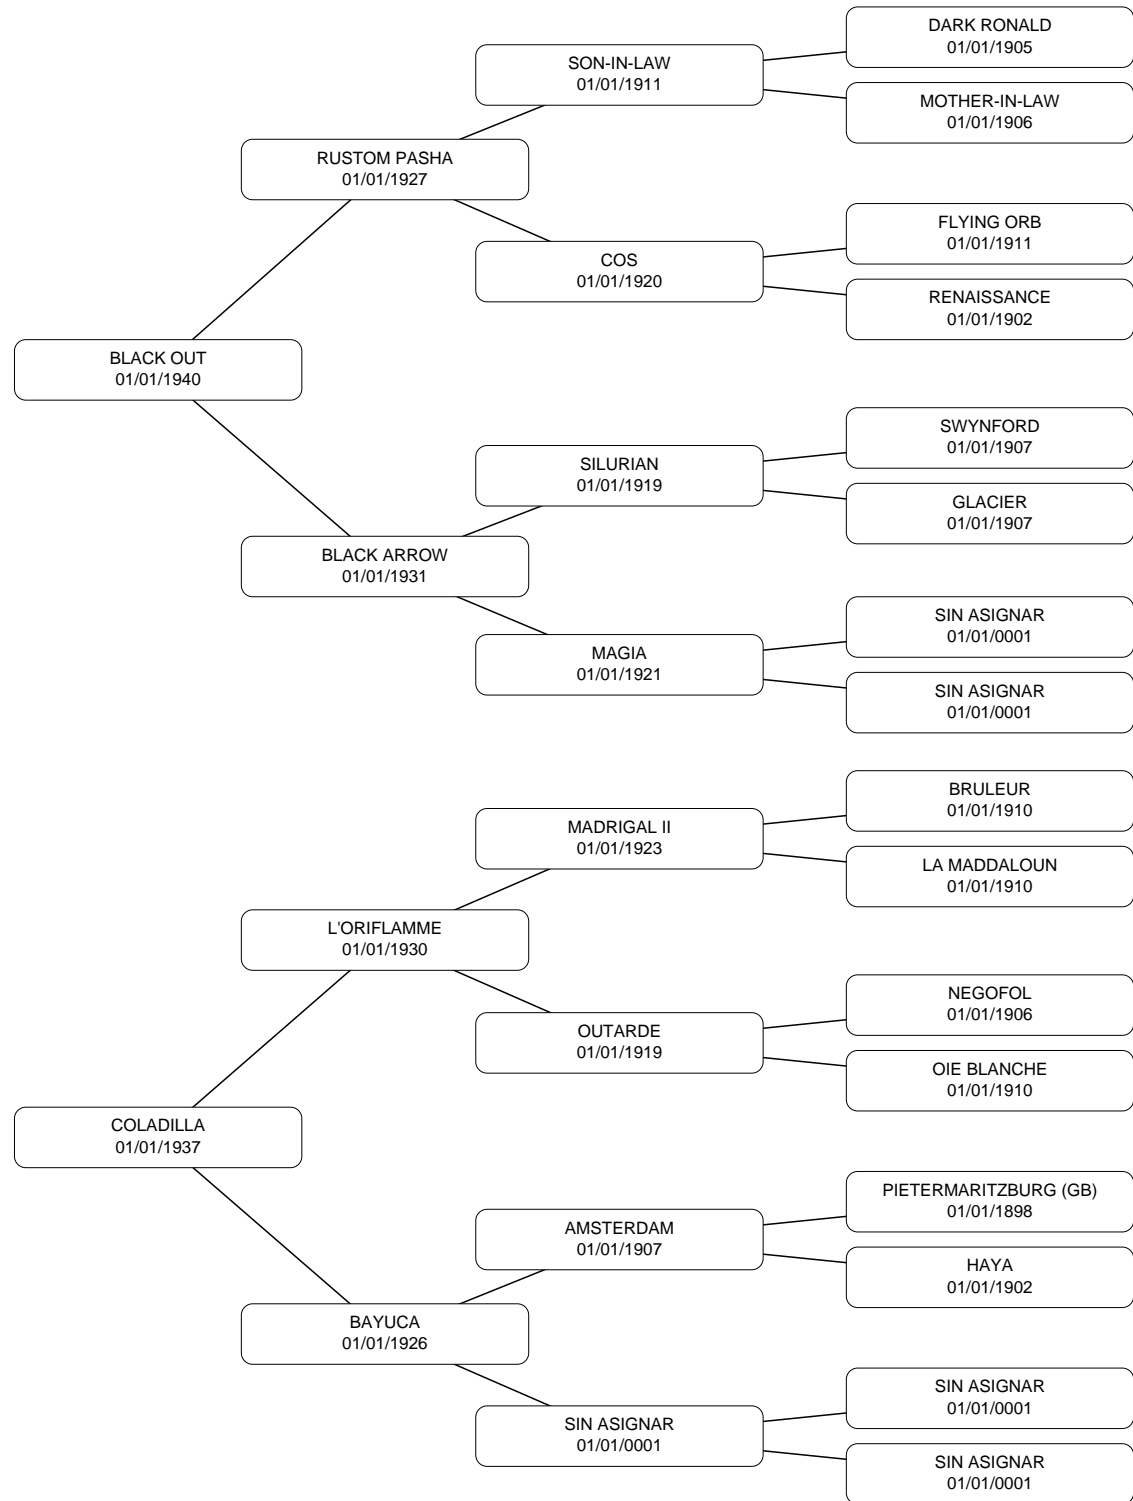 DARK RONALD
01/01/1905
SON-IN-LAW
01/01/1911
MOTHER-IN-LAW
01/01/1906
RUSTOM PASHA
01/01/1927
FLYING ORB
01/01/1911
COS
01/01/1920
RENAISSANCE
01/01/1902
BLACK OUT
01/01/1940
SWYNFORD
01/01/1907
SILURIAN
01/01/1919
GLACIER
01/01/1907
BLACK ARROW
01/01/1931
SIN ASIGNAR
01/01/0001
MAGIA
01/01/1921
SIN ASIGNAR
01/01/0001
BRULEUR
01/01/1910
MADRIGAL II
01/01/1923
LA MADDALOUN
01/01/1910
L'ORIFLAMME
01/01/1930
NEGOFOL
01/01/1906
OUTARDE
01/01/1919
OIE BLANCHE
01/01/1910
COLADILLA
01/01/1937
PIETERMARITZBURG (GB)
01/01/1898
AMSTERDAM
01/01/1907
HAYA
01/01/1902
BAYUCA
01/01/1926
SIN ASIGNAR
01/01/0001
SIN ASIGNAR
01/01/0001
SIN ASIGNAR
01/01/0001